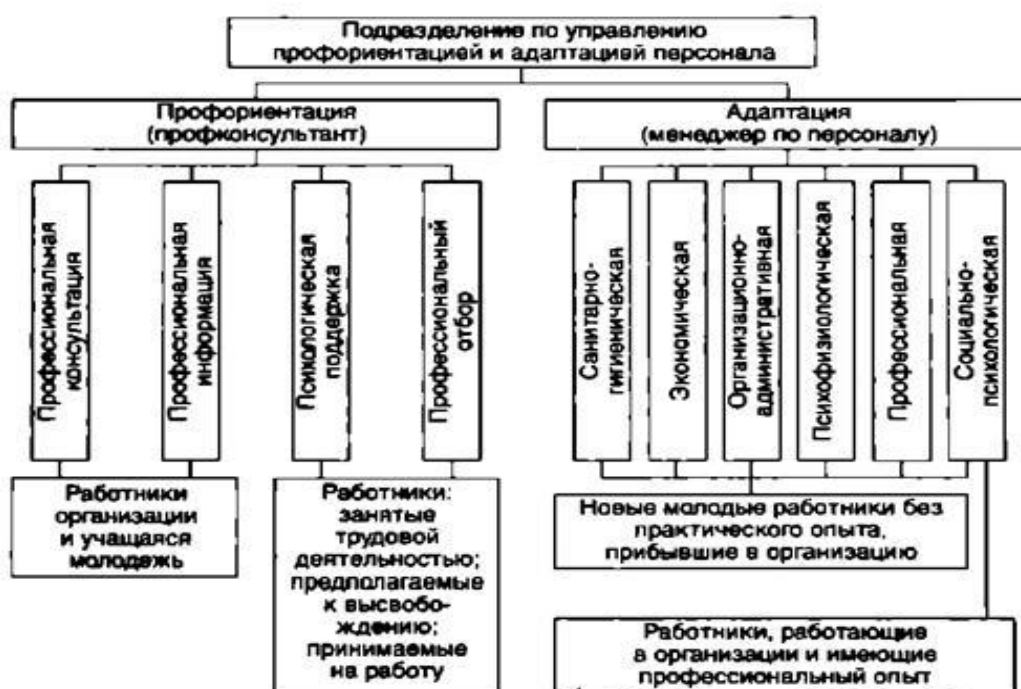 Подразделение по управлению
профориентацией и адаптацией персонала
Профориентация
(профконсультант)
Адаптация
(менеджер по персоналу)
Профессиональная
консультация
Профессиональная
информация
Психологическая
поддержка
Профессиональный
отбор
Санитарно-
гигиеническая
Экономическая
Организационно-
административная
Психофизиологическая
Профессиональная
Социально-
психологическая
Работники
организации
и учащаяся
молодежь
Работники:
занятые
трудовой
деятельностью;
предполагаемые
к высвобо-
ждению;
принимаемые
на работу
Новые молодые работники без
практического опыта,
прибывшие в организацию
Работники, работающие
в организации и имеющие
профессиональный опыт